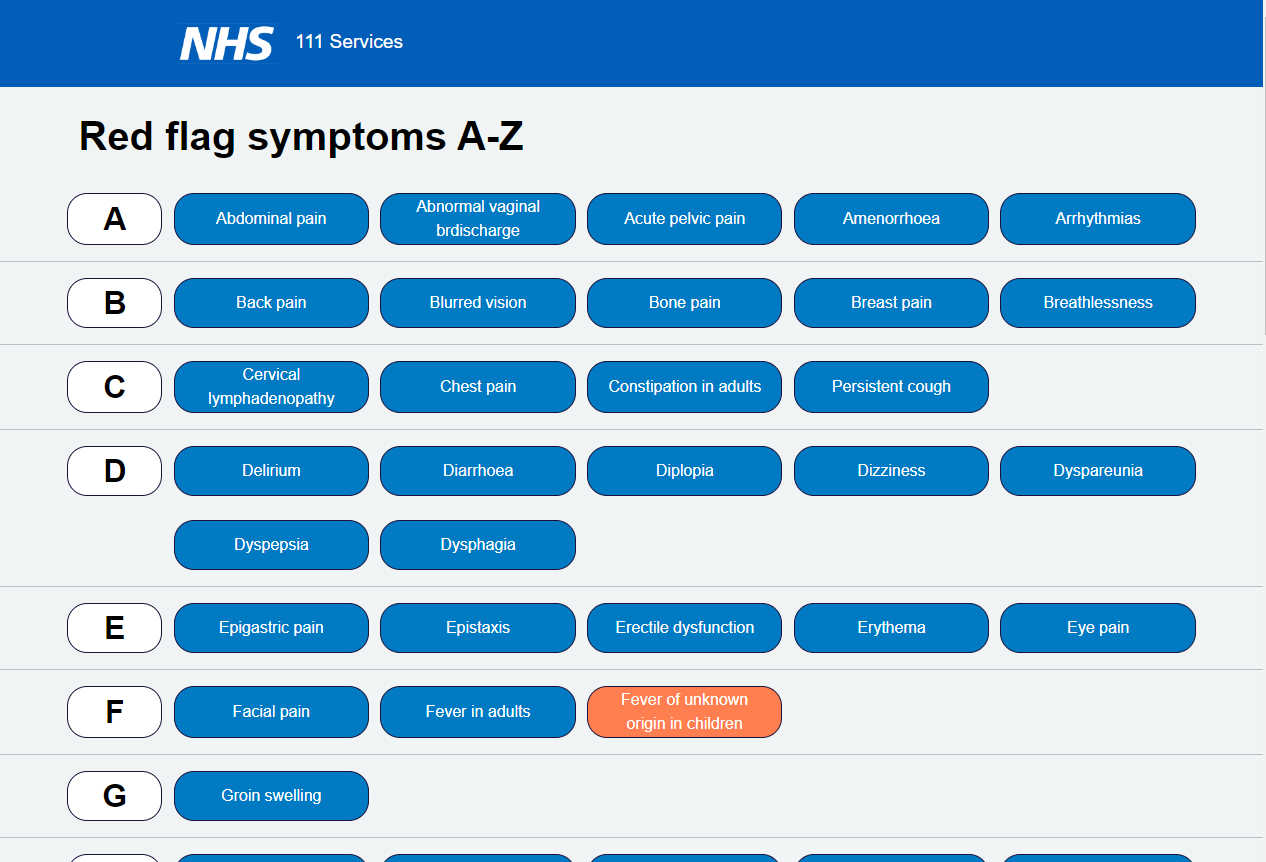 NHS 111 Services
Red flag symptoms A-Z
A
Abdominal pain
Abnormal vaginal
brdischarge
Acute pelvic pain
Amenorrhoea
Arrhythmias
B
Back pain
Blurred vision
Bone pain
Breast pain
Breathlessness
C
Cervical
lymphadenopathy
Chest pain
Constipation in adults
Persistent cough
D
Delirium
Diarrhoea
Diplopia
Dizziness
Dyspareunia
Dyspepsia
Dysphagia
E
Epigastric pain
Epistaxis
Erectile dysfunction
Erythema
Eye pain
F
Facial pain
Fever in adults
Fever of unknown
origin in children
G
Groin swelling